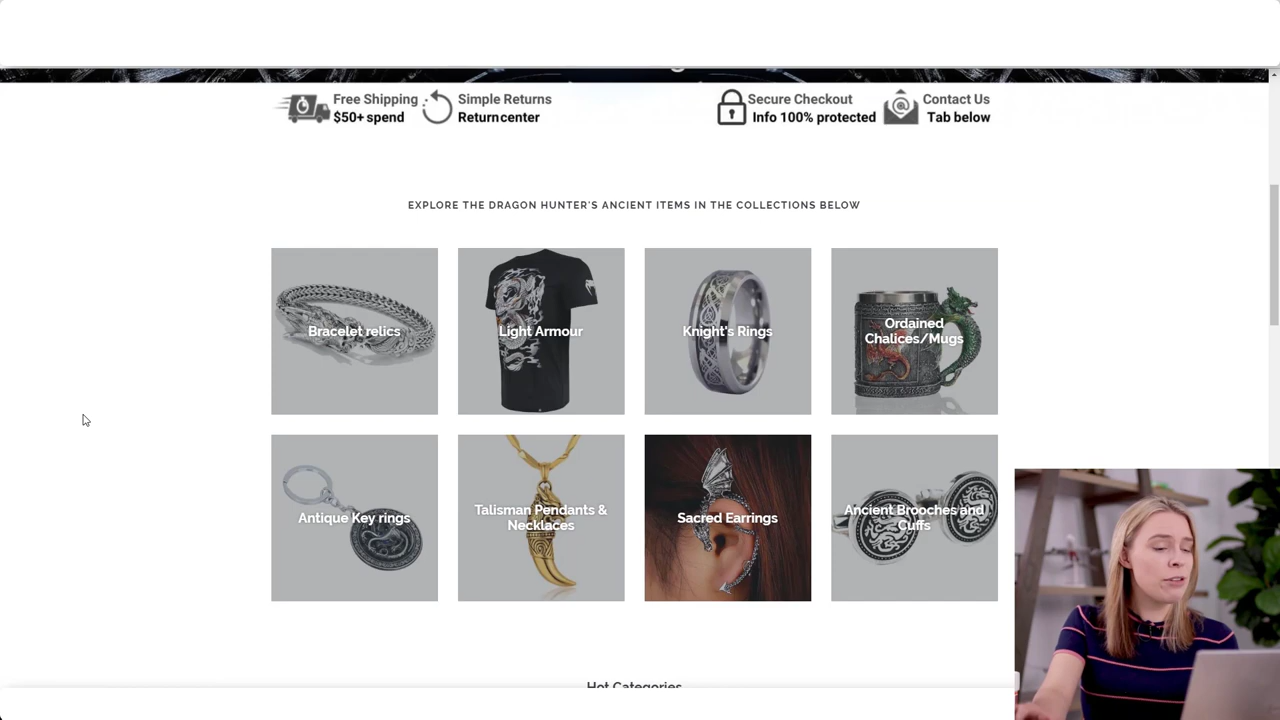 Free Shipping
$50+ spend
Simple Returns
Return center
Secure Checkout
Info 100% protected
Contact Us
Tab below
EXPLORE THE DRAGON HUNTER'S ANCIENT ITEMS IN THE COLLECTIONS BELOW
Bracelet relics
Light Armour
Knight's Rings
Ordained
Chalices/Mugs
Antique Key rings
Talisman Pendants &
Necklaces
Sacred Earrings
Ancient Brooches and
Cuffs
Hot Categories